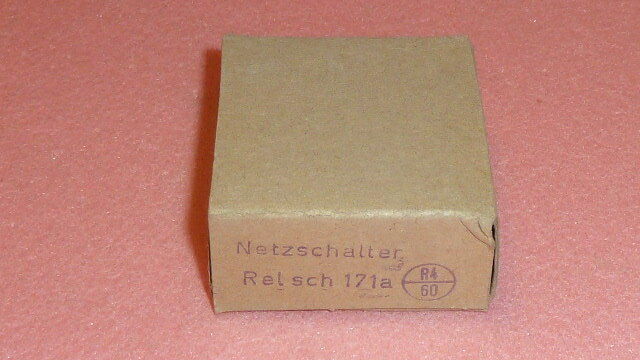 Netzschalter
Rel sch 171a
R4
60